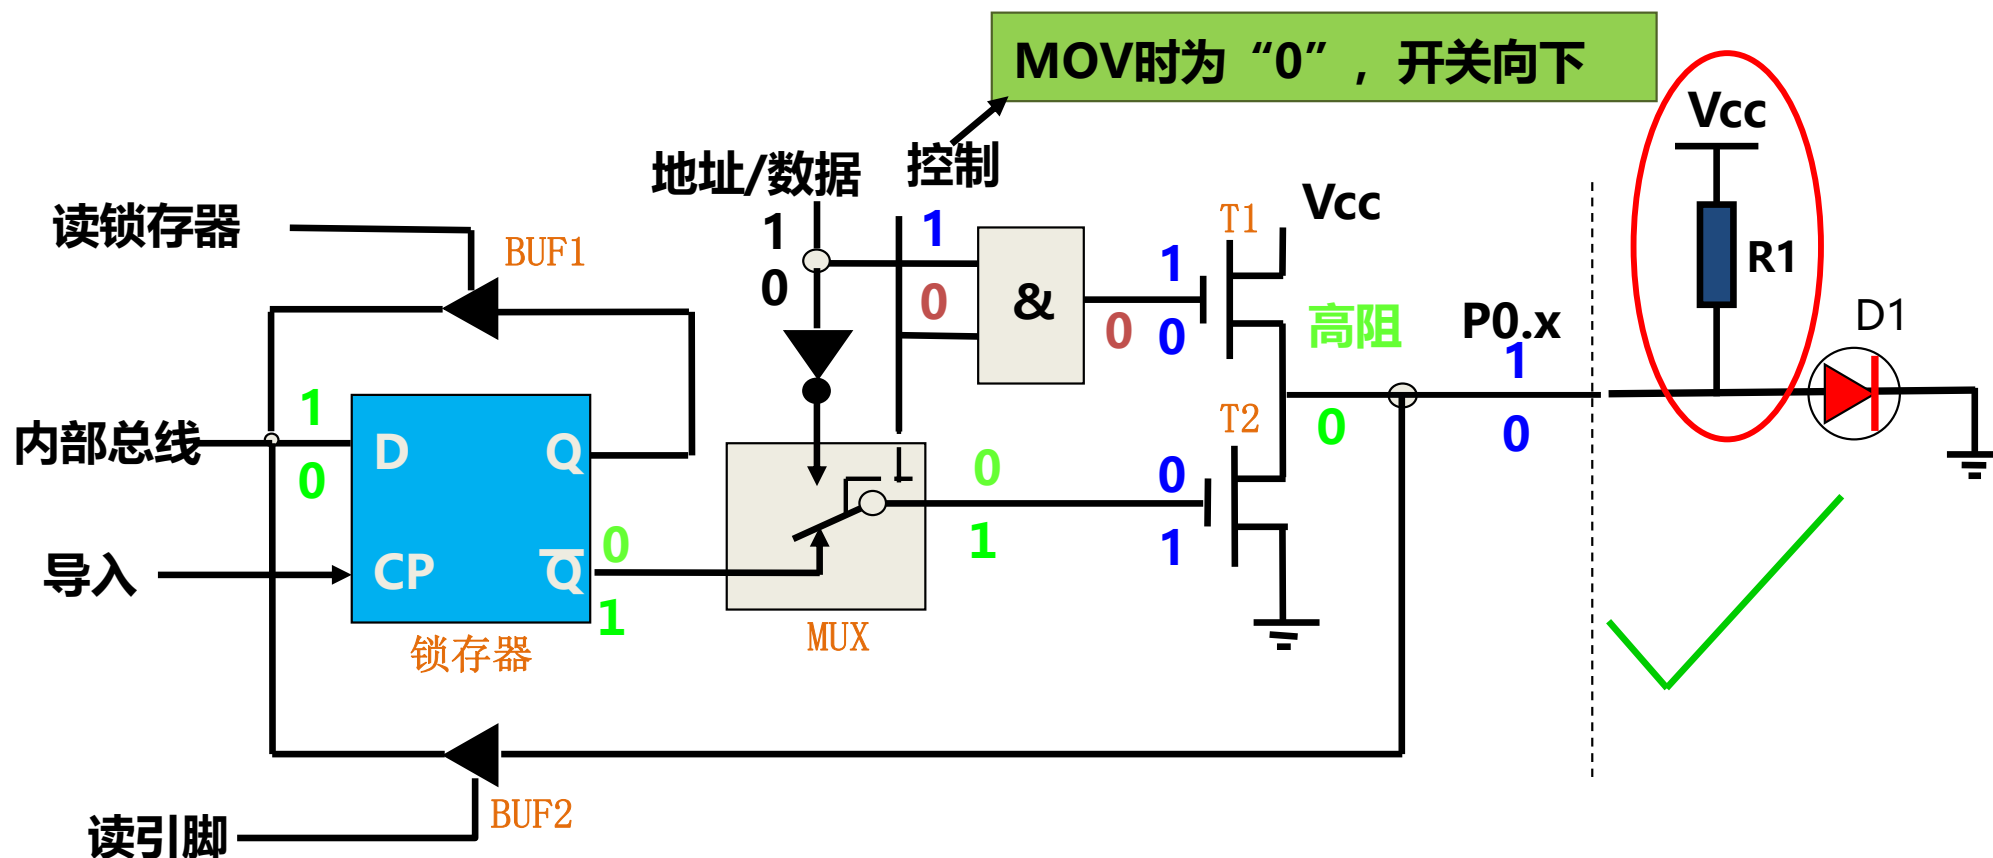 MOV时为“0”，开关向下
Vcc
地址/数据
控制
读锁存器
BUF1
1
0
1
0
&
1
0
0
T1
Vcc
高阻
P0.x
1
0
R1
D1
内部总线
1
0
D
Q
0
1
0
1
T2
0
导入
CP
Q̅
0
1
锁存器
MUX
BUF2
读引脚